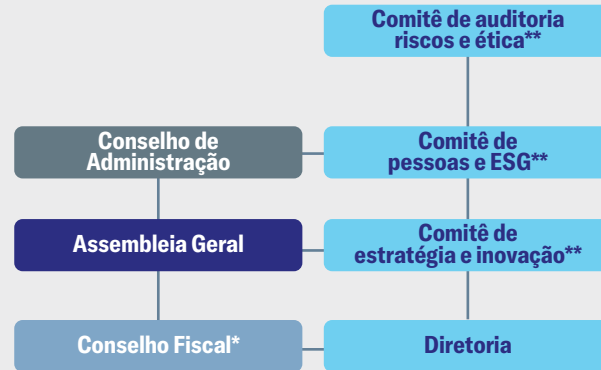 Comitê de auditoria
riscos e ética**
Conselho de
Administração
Comitê de
pessoas e ESG**
Assembleia Geral
Comitê de
estratégia e inovação**
Conselho Fiscal*
Diretoria